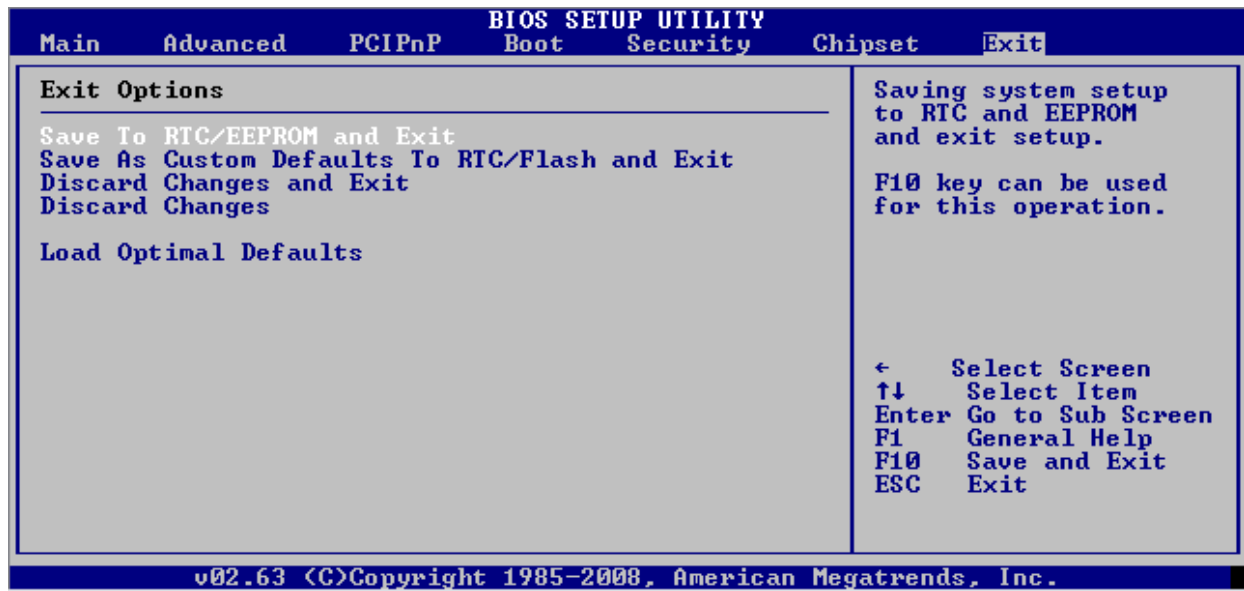 BIOS SETUP UTILITY
Main Advanced PCIPnP Boot Security Chipset Exit
Exit Options
Save To RTC/EEPROM and Exit
Save As Custom Defaults To RTC/Flash and Exit
Discard Changes and Exit
Discard Changes
Load Optimal Defaults
Saving system setup
to RTC and EEPROM
and exit setup.
F10 key can be used
for this operation.
← Select Screen
↑↓ Select Item
Enter Go to Sub Screen
F1 General Help
F10 Save and Exit
ESC Exit
v02.63 (C)Copyright 1985-2008, American Megatrends, Inc.